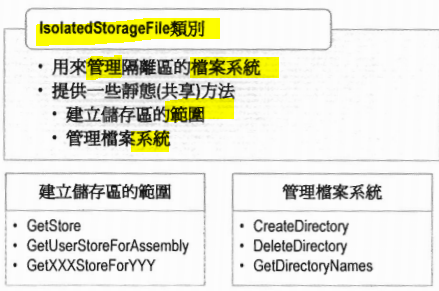 IsolatedStorageFile類別
• 用來管理隔離區的檔案系統
• 提供一些靜態(共享)方法
• 建立儲存區的範圍
• 管理檔案系統
建立儲存區的範圍
• GetStore
• GetUserStoreForAssembly
• GetXXXStoreForYYY
管理檔案系統
• CreateDirectory
• DeleteDirectory
• GetDirectoryNames